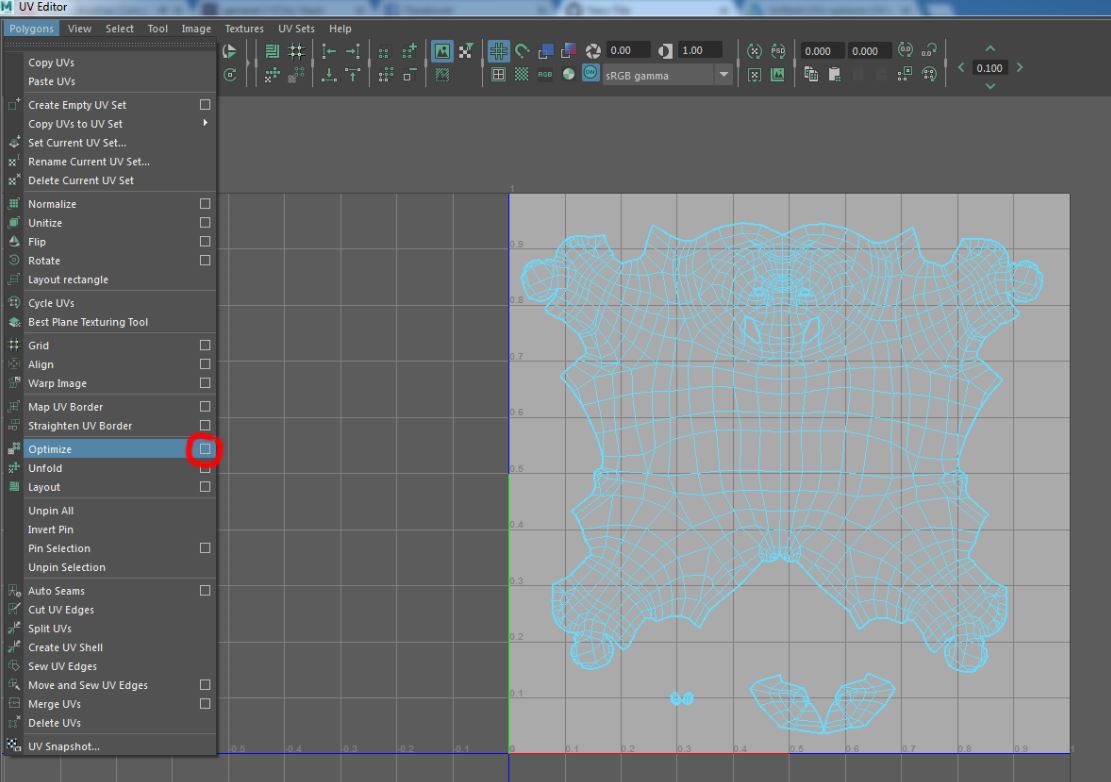 M UV Editor
Polygons View Select Tool Image Textures UV Sets Help
Copy UVs
Paste UVs
Create Empty UV Set
Copy UVs to UV Set
Set Current UV Set...
Rename Current UV Set...
Delete Current UV Set
Normalize
Unitize
Flip
Rotate
Layout rectangle
Cycle UVs
Best Plane Texturing Tool
Grid
Align
Warp Image
Map UV Border
Straighten UV Border
Optimize
Unfold
Layout
Unpin All
Invert Pin
Pin Selection
Unpin Selection
Auto Seams
Cut UV Edges
Split UVs
Create UV Shell
Sew UV Edges
Move and Sew UV Edges
Merge UVs
Delete UVs
UV Snapshot...
0.00 1.00 PSD 0.000 0.000
RGB ON sRGB gamma
0.100
1
0.9
0.8
0.7
0.6
0.5
0.4
0.3
0.2
0.1
-0.5 -0.4 -0.3 -0.2 -0.1 0 0.1 0.2 0.3 0.4 0.5 0.6 0.7 0.8 0.9 1